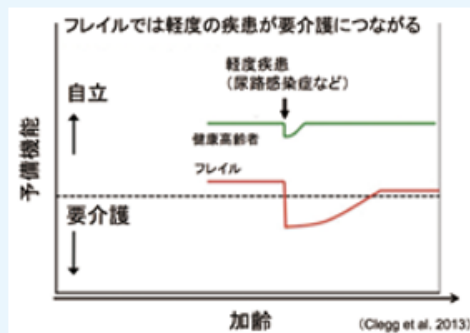 フレイルでは軽度の疾患が要介護につながる
軽度疾患
（尿路感染症など）
自立
健康高齢者
フレイル
要介護
予備機能
加齢
(Clegg et al. 2013)